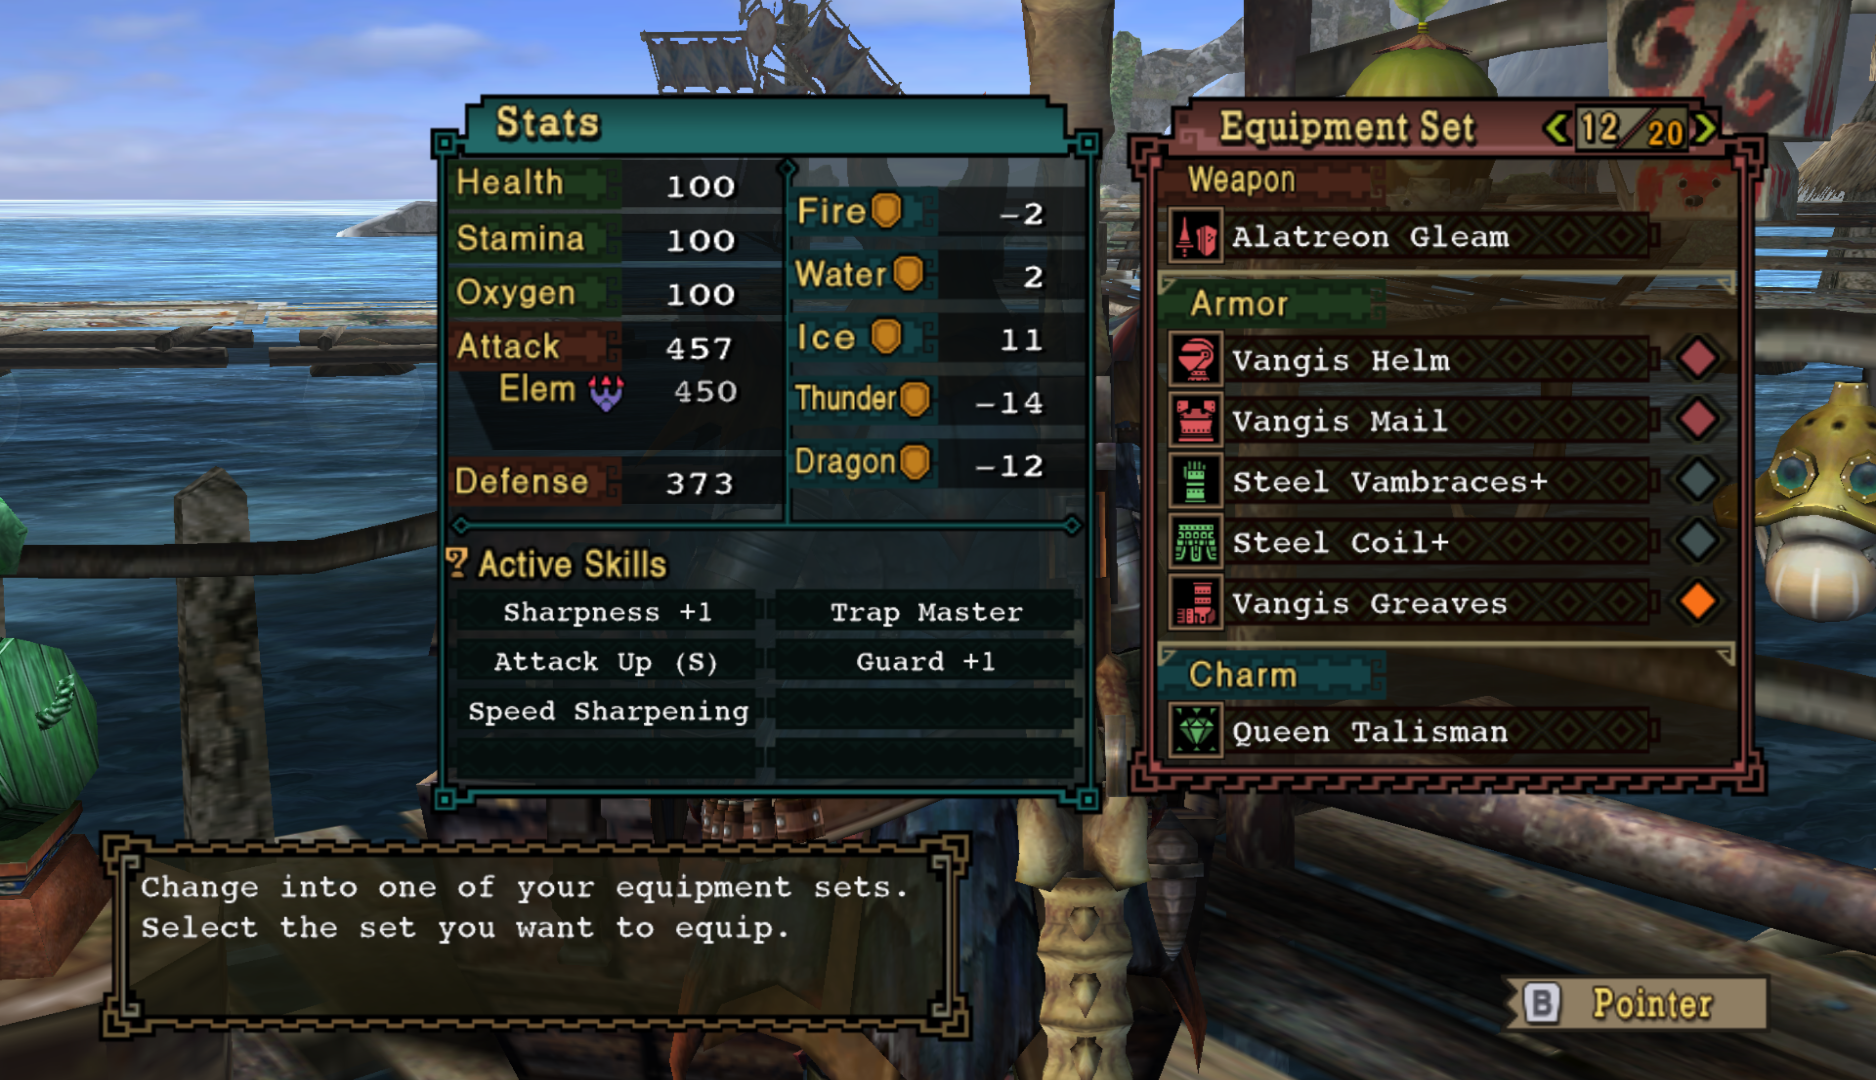 Stats
Health 100
Stamina 100
Oxygen 100
Attack 457
Elem 450
Defense 373
Fire -2
Water 2
Ice 11
Thunder -14
Dragon -12
? Active Skills
Sharpness +1 Trap Master
Attack Up (S) Guard +1
Speed Sharpening
Equipment Set 12/20
Weapon
Alatreon Gleam
Armor
Vangis Helm
Vangis Mail
Steel Vambraces+
Steel Coil+
Vangis Greaves
Charm
Queen Talisman
Change into one of your equipment sets.
Select the set you want to equip.
B Pointer